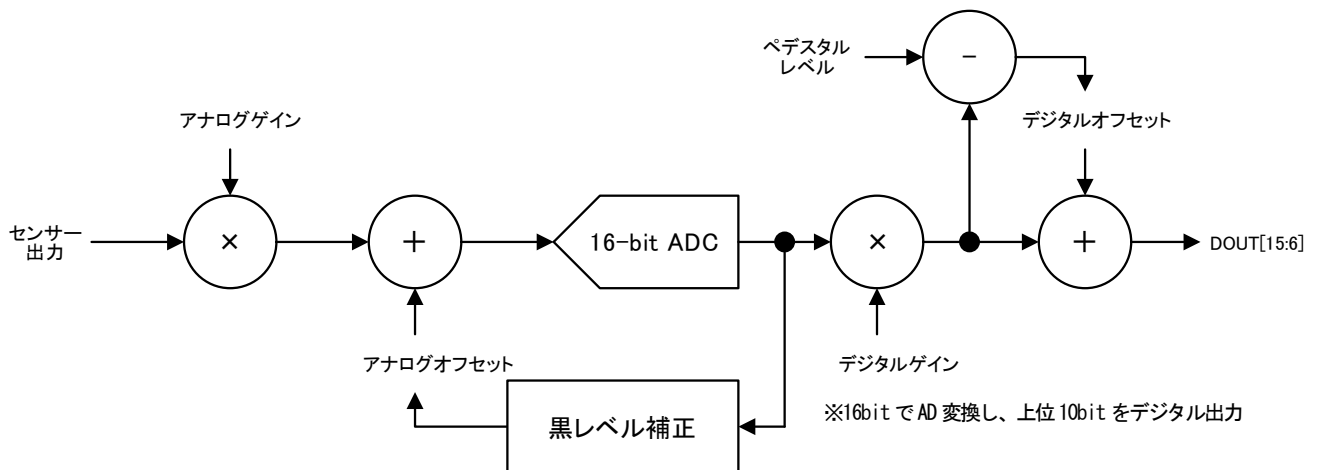 ペデスタル
レベル
-
アナログゲイン
デジタルオフセット
センサー
出力
×
+
16-bit ADC
×
+
DOUT[15:6]
アナログオフセット
デジタルゲイン
黒レベル補正
※16bit で AD 変換し、上位 10bit をデジタル出力